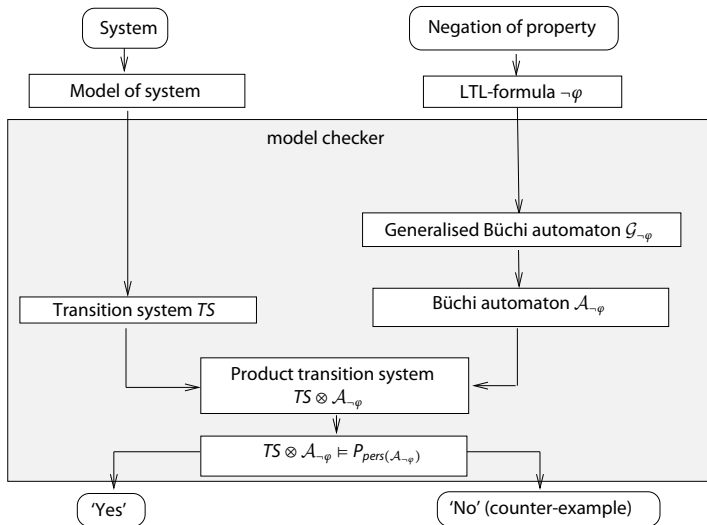 System
Negation of property
Model of system
LTL-formula ¬φ
model checker
Generalised Büchi automaton 𝒢¬φ
Transition system TS
Büchi automaton 𝒜¬φ
Product transition system
TS ⊗ 𝒜¬φ
TS ⊗ 𝒜¬φ ⊨ Ppers(𝒜¬φ)
‘Yes’
‘No’ (counter-example)